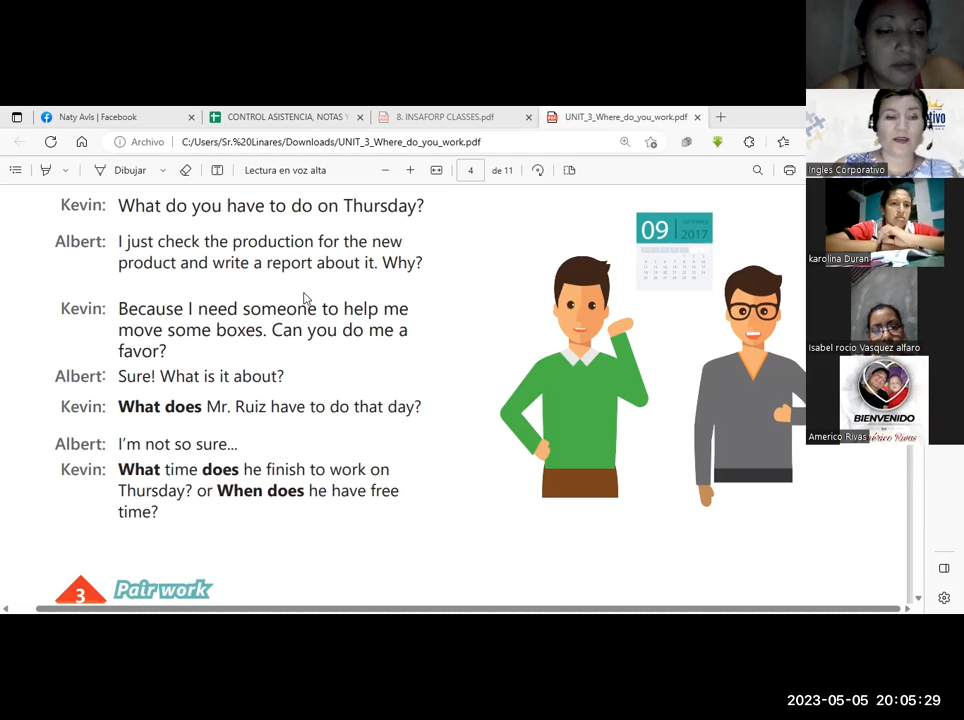 Naty Avls | Facebook
CONTROL ASISTENCIA, NOTAS
8. INSAFORP CLASSES.pdf
UNIT_3_Where_do_you_work.pdf
Archivo
C:/Users/Sr.%20Linares/Downloads/UNIT_3_Where_do_you_work.pdf
Dibujar
Lectura en voz alta
4
de 11
Kevin: What do you have to do on Thursday?
Albert: I just check the production for the new
product and write a report about it. Why?
Kevin: Because I need someone to help me
move some boxes. Can you do me a
favor?
Albert: Sure! What is it about?
Kevin: What does Mr. Ruiz have to do that day?
Albert: I'm not so sure...
Kevin: What time does he finish to work on
Thursday? or When does he have free
time?
09
2017
3 Pair work
Ingles Corporativo
karolina Duran
Isabel rocio Vasquez alfaro
BIENVENIDO
Américo Rivas
Americo Rivas
2023-05-05 20:05:29